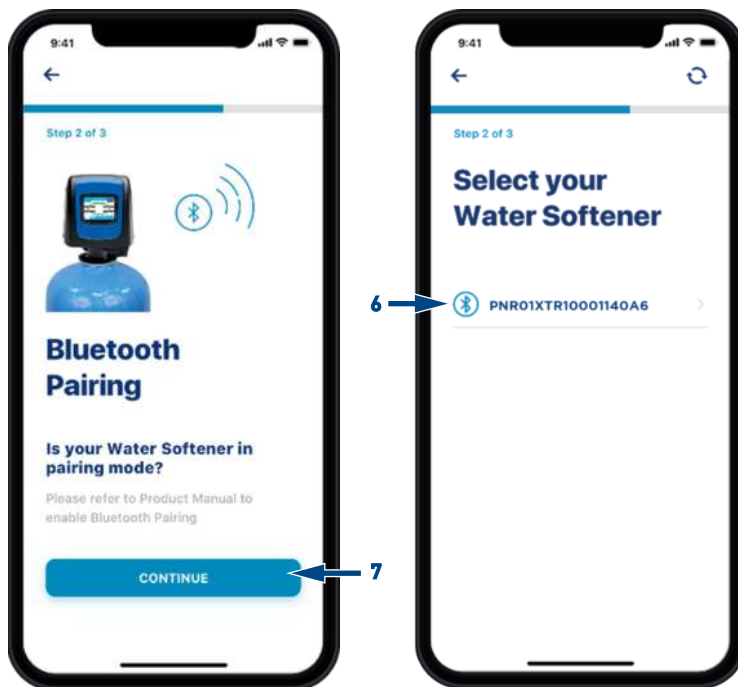 9:41
Step 2 of 3
Bluetooth
Pairing
Is your Water Softener in
pairing mode?
Please refer to Product Manual to
enable Bluetooth Pairing
CONTINUE
7
9:41
Step 2 of 3
Select your
Water Softener
6
PNR01XTR10001140A6